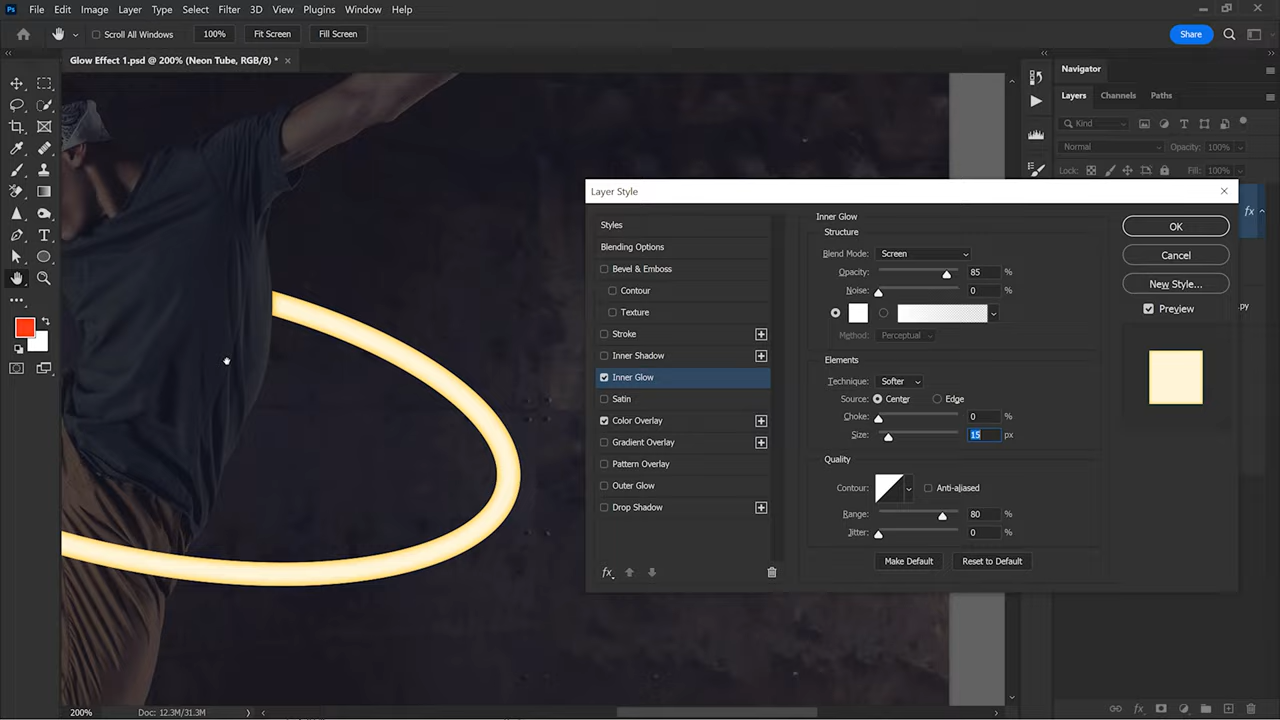 Ps File Edit Image Layer Type Select Filter 3D View Plugins Window Help
Scroll All Windows 100% Fit Screen Fill Screen Share
Glow Effect 1.psd @ 200% (Neon Tube, RGB/8) * ×
Navigator
Layers Channels Paths
Kind
Normal Opacity: 100%
Lock: Fill: 100%
Layer Style
fx
Styles
Blending Options
Bevel & Emboss
Contour
Texture
Stroke
Inner Shadow
Inner Glow
Satin
Color Overlay
Gradient Overlay
Pattern Overlay
Outer Glow
Drop Shadow
fx
Inner Glow
Structure
Blend Mode: Screen
Opacity: 85 %
Noise: 0 %
Method: Perceptual
Elements
Technique: Softer
Source: Center Edge
Choke: 0 %
Size: 15 px
Quality
Contour: Anti-aliased
Range: 80 %
Jitter: 0 %
Make Default Reset to Default
OK
Cancel
New Style...
Preview
py
200% Doc: 12.3M/31.3M
fx